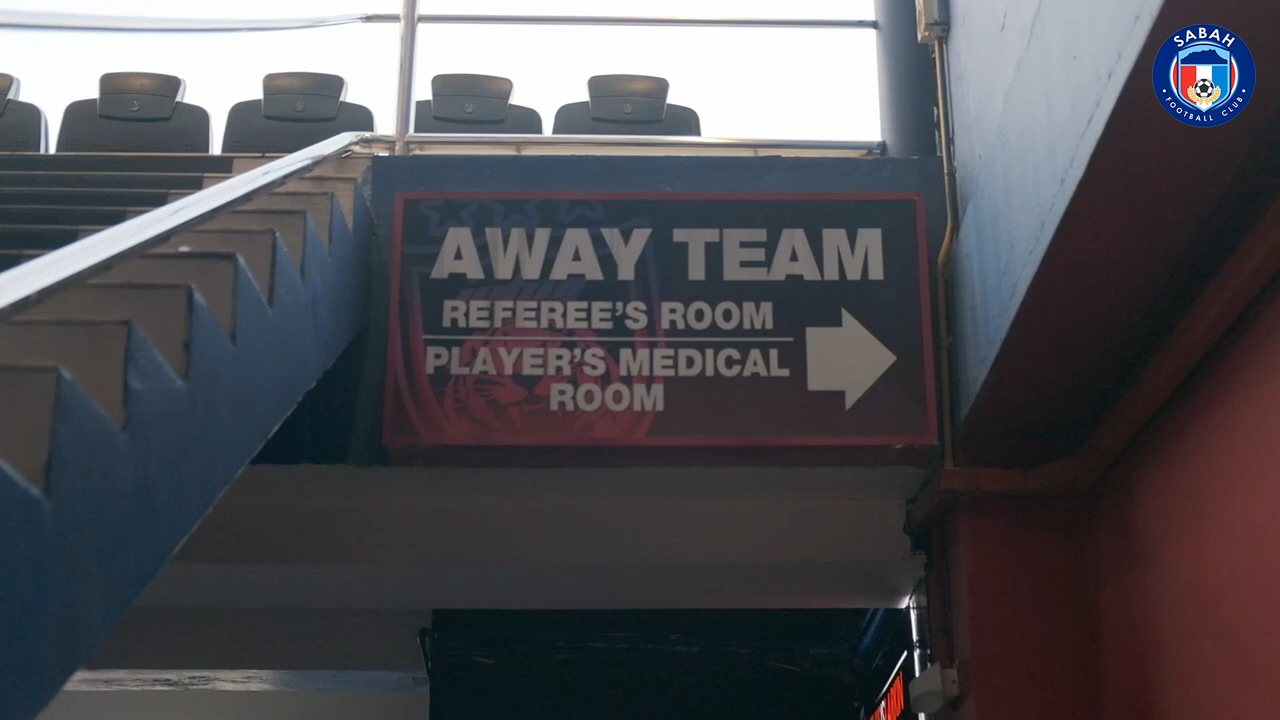 SABAH
FOOTBALL CLUB
AWAY TEAM
REFEREE'S ROOM
PLAYER'S MEDICAL
ROOM